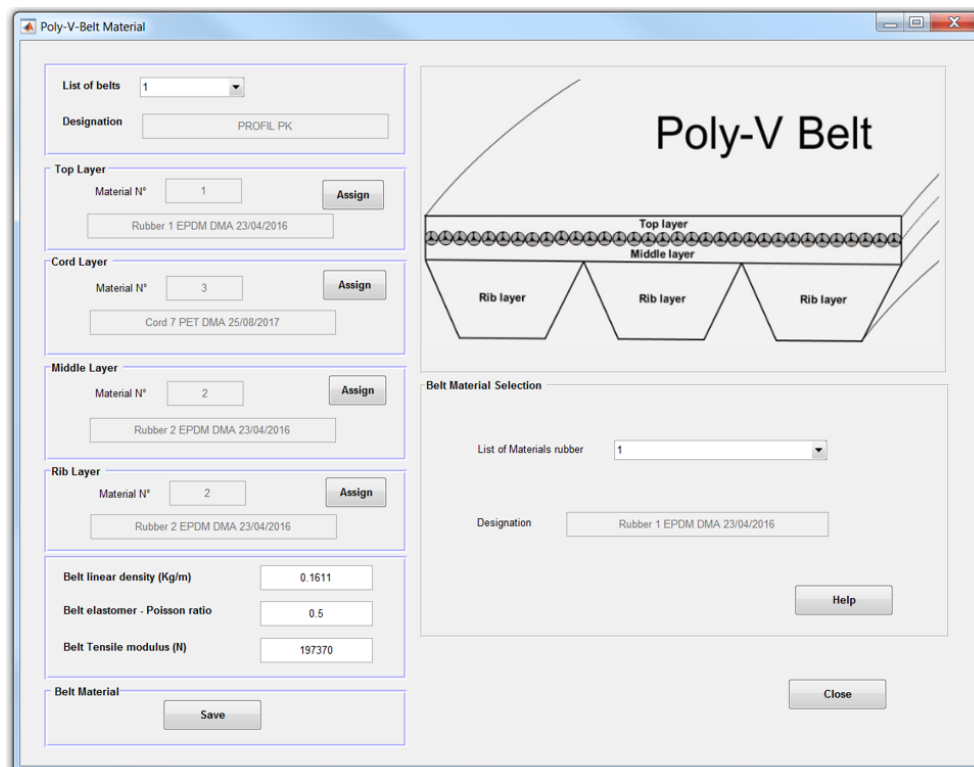 Poly-V-Belt Material
List of belts 1
Designation PROFIL PK
Top Layer
Material N° 1 Assign
Rubber 1 EPDM DMA 23/04/2016
Cord Layer
Material N° 3 Assign
Cord 7 PET DMA 25/08/2017
Middle Layer
Material N° 2 Assign
Rubber 2 EPDM DMA 23/04/2016
Rib Layer
Material N° 2 Assign
Rubber 2 EPDM DMA 23/04/2016
Belt linear density (Kg/m) 0.1611
Belt elastomer - Poisson ratio 0.5
Belt Tensile modulus (N) 197370
Belt Material
Save
Poly-V Belt
Top layer
Middle layer
Rib layer Rib layer Rib layer
Belt Material Selection
List of Materials rubber 1
Designation Rubber 1 EPDM DMA 23/04/2016
Help
Close